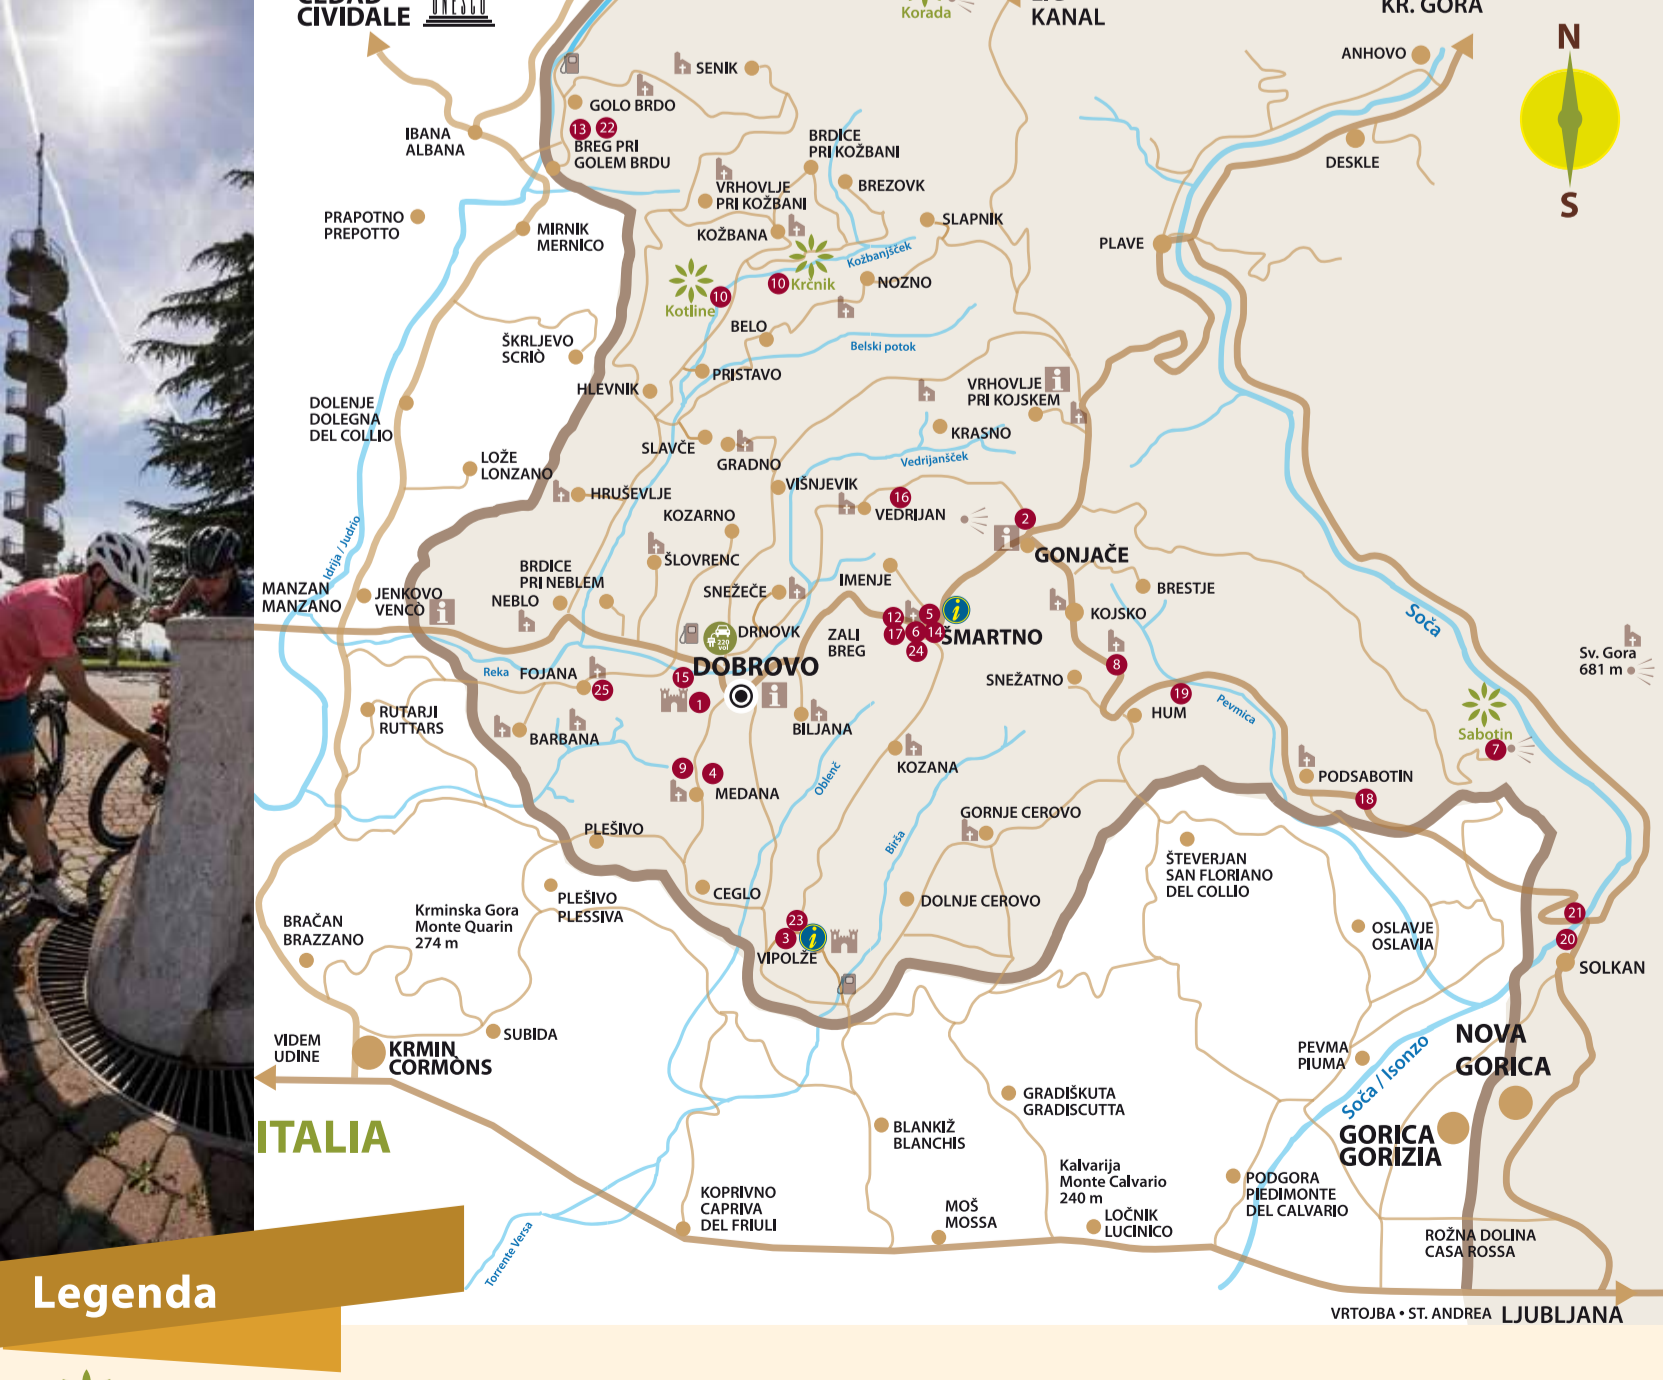 CEDAD
CIVIDALE
UNESCO
Korada
KANAL
KR. GORA
N
S
ANHOVO
DESKLE
SENIK
GOLO BRDO
13
22
BREG PRI
GOLEM BRDU
IBANA
ALBANA
BRDICE
PRI KOŽBANI
BREZOVK
VRHOVLJE
PRI KOŽBANI
SLAPNIK
PRAPOTNO
PREPOTTO
MIRNIK
MERNICO
KOŽBANA
PLAVE
Kožbanjšček
10
Krčnik
NOZNO
Kotline
10
BELO
Belski potok
ŠKRLJEVO
SCRIÒ
PRISTAVO
HLEVNIK
VRHOVLJE
PRI KOJSKEM
i
DOLENJE
DOLEGNA
DEL COLLIO
KRASNO
SLAVČE
GRADNO
Vedrijanšček
LOŽE
LONZANO
VIŠNJEVIK
HRUŠEVLJE
16
VEDRIJAN
KOZARNO
2
i
GONJAČE
Idrija / Judrio
ŠLOVRENC
BRDICE
PRI NEBLEM
IMENJE
BRESTJE
MANZAN
MANZANO
JENKOVO
VENCÒ
i
NEBLO
SNEŽEČE
KOJSKO
Soča
12
5
i
17
6
14
ŠMARTNO
24
ZALI
BREG
220
vol
DRNOVK
DOBROVO
i
Sv. Gora
681 m
8
Reka
FOJANA
25
15
1
SNEŽATNO
19
HUM
Pevmica
RUTARJI
RUTTARS
BARBANA
BILJANA
Sabotin
7
KOZANA
9
4
MEDANA
Oblenč
PODSABOTIN
18
GORNJE CEROVO
PLEŠIVO
Birša
ŠTEVERJAN
SAN FLORIANO
DEL COLLIO
CEGLO
DOLNJE CEROVO
PLEŠIVO
PLESSIVA
Krminska Gora
Monte Quarin
274 m
BRAČAN
BRAZZANO
23
3
i
VIPOLŽE
OSLAVJE
OSLAVIA
21
20
SOLKAN
VIDEM
UDINE
KRMIN
CORMÒNS
SUBIDA
PEVMA
PIUMA
NOVA
GORICA
Soča / Isonzo
GRADIŠKUTA
GRADISCUTTA
BLANKIŽ
BLANCHIS
ITALIA
GORICA
GORIZIA
Kalvarija
Monte Calvario
240 m
PODGORA
PIEDIMONTE
DEL CALVARIO
KOPRIVNO
CAPRIVA
DEL FRIULI
MOŠ
MOSSA
LOČNIK
LUCINICO
ROŽNA DOLINA
CASA ROSSA
Torrente Versa
VRTOJBA • ST. ANDREA LJUBLJANA
Legenda